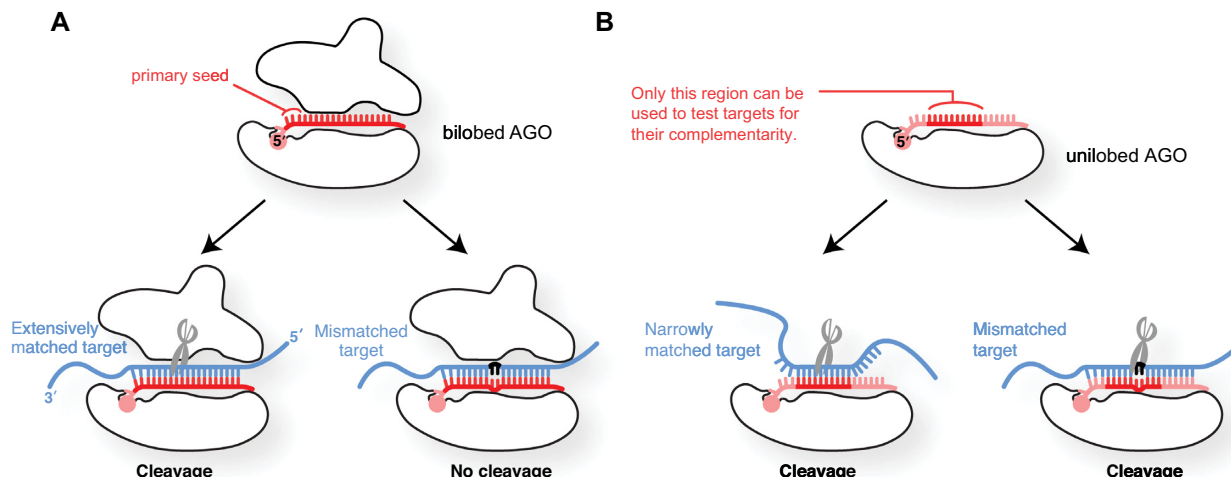 A
B
primary seed
5′
bilobed AGO
Only this region can be
used to test targets for
their complementarity.
5′
unilobed AGO
Extensively
matched target
5′
3′
Cleavage
Mismatched
target
No cleavage
Narrowly
matched target
Cleavage
Mismatched
target
Cleavage